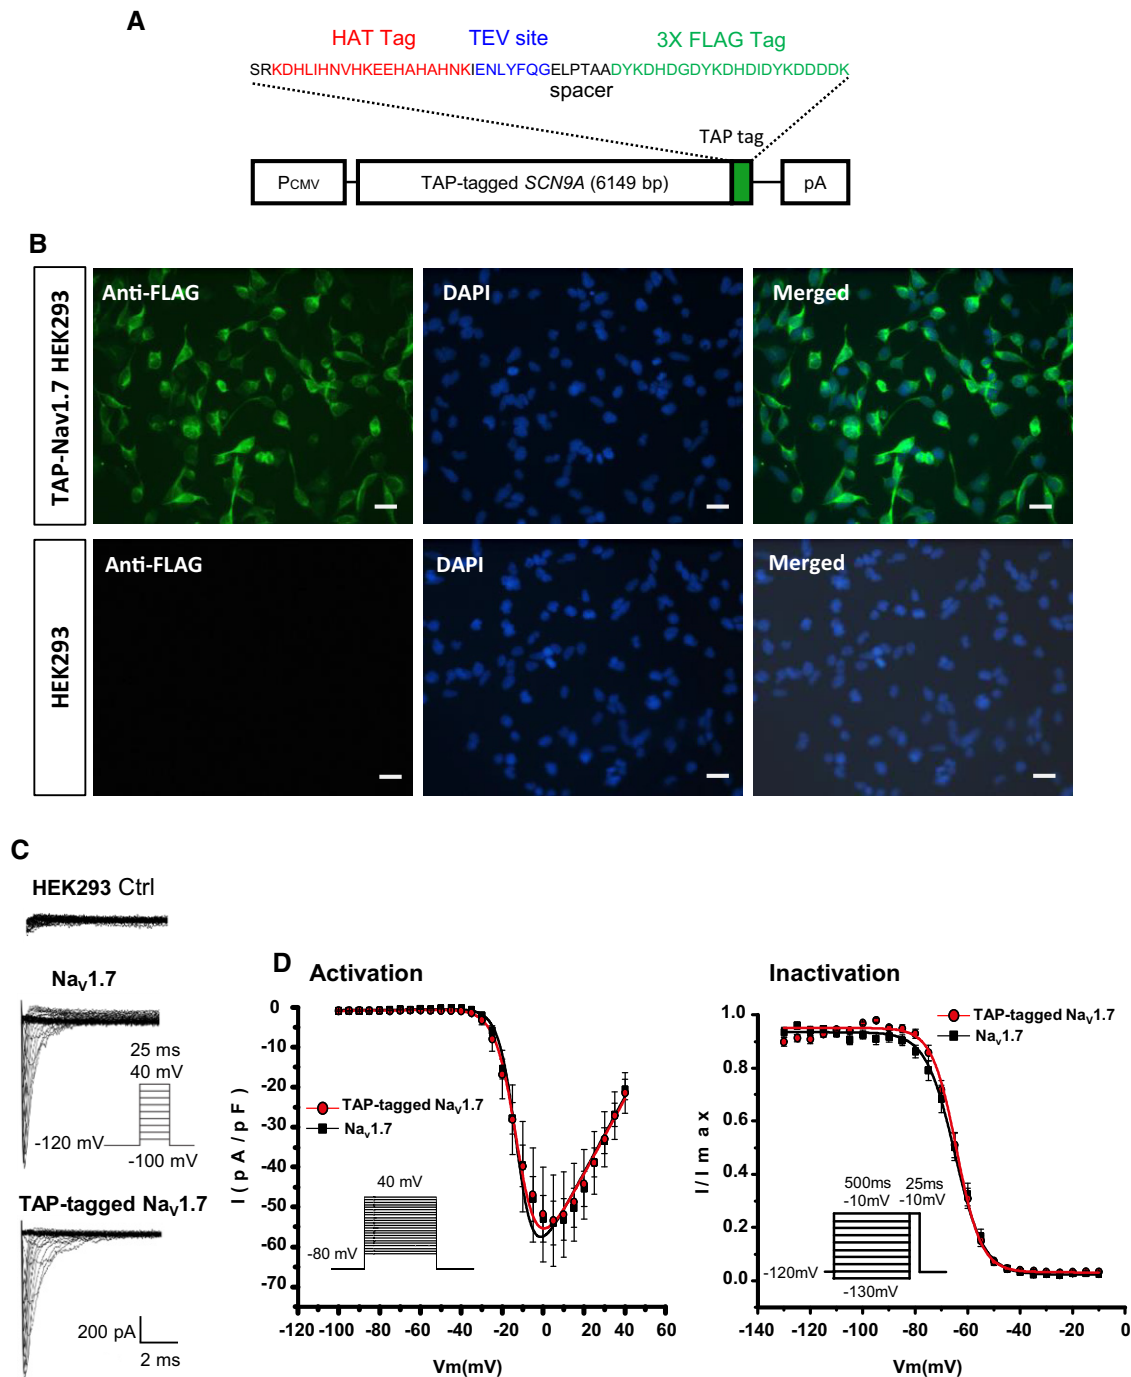 A
HAT Tag TEV site 3X FLAG Tag
SRKDHLIHNVHKEEHAHAHNKIENLYFQGELPTAADYKDHDGDYKDHDIDYKDDDDK
spacer
TAP tag
PCMV TAP-tagged SCN9A (6149 bp) pA
B
TAP-Nav1.7 HEK293
Anti-FLAG DAPI Merged
HEK293
Anti-FLAG DAPI Merged
C
HEK293 Ctrl
NaV1.7
25 ms
40 mV
-120 mV
-100 mV
TAP-tagged NaV1.7
200 pA
2 ms
D
Activation
0
-10
-20
-30
-40
-50
-60
-70
I (pA/pF)
TAP-tagged NaV1.7
NaV1.7
40 mV
-80 mV
-120 -100 -80 -60 -40 -20 0 20 40 60
Vm(mV)
Inactivation
1.0
0.8
0.6
0.4
0.2
0.0
I/Imax
TAP-tagged NaV1.7
NaV1.7
500ms 25ms
-10mV -10mV
-120mV
-130mV
-140 -120 -100 -80 -60 -40 -20 0
Vm(mV)